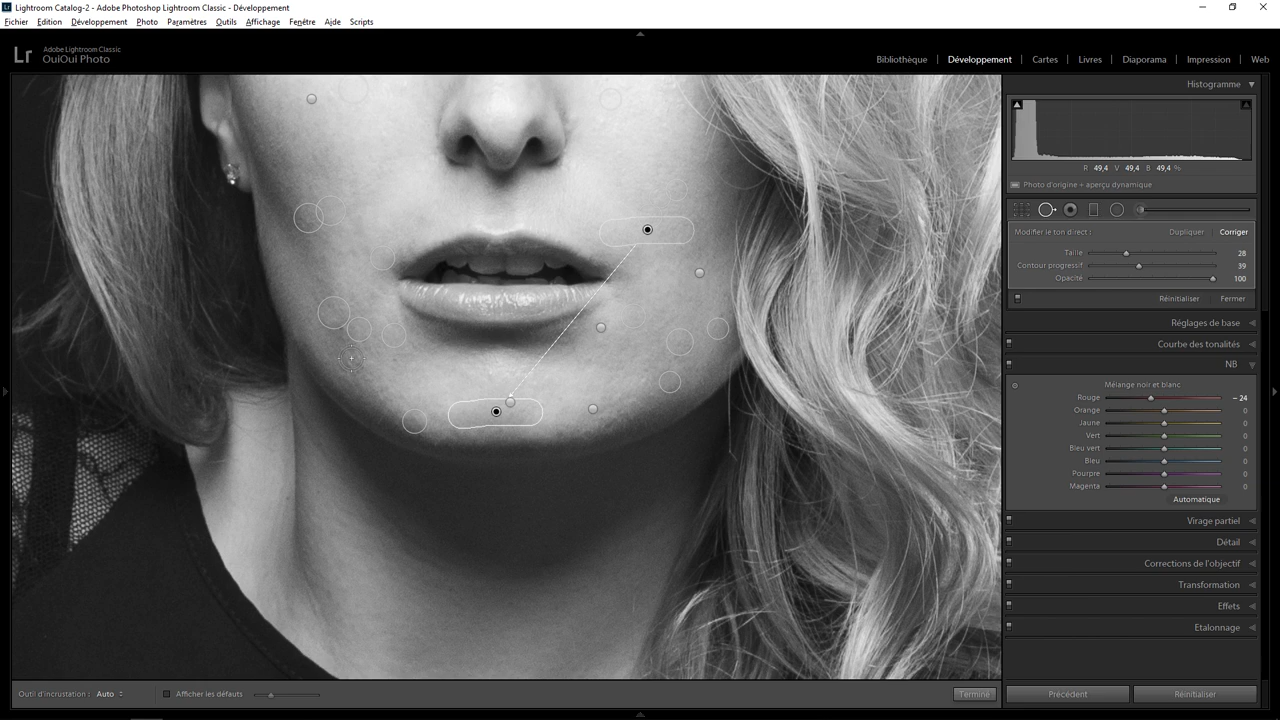 Lightroom Catalog-2 - Adobe Photoshop Lightroom Classic - Développement
Fichier Edition Développement Photo Paramètres Outils Affichage Fenêtre Aide Scripts
Lr
Adobe Lightroom Classic
OuiOui Photo
Bibliothèque | Développement | Cartes | Livres | Diaporama | Impression | Web
Histogramme
R 49,4 V 49,4 B 49,4 %
Photo d'origine + aperçu dynamique
Modifier le ton direct : Dupliquer Corriger
Taille 28
Contour progressif 39
Opacité 100
Réinitialiser Fermer
Réglages de base
Courbe des tonalités
NB
Mélange noir et blanc
Rouge - 24
Orange 0
Jaune 0
Vert 0
Bleu vert 0
Bleu 0
Pourpre 0
Magenta 0
Automatique
Virage partiel
Détail
Corrections de l'objectif
Transformation
Effets
Etalonnage
Outil d'incrustation : Auto Afficher les défauts Terminé
Précédent Réinitialiser